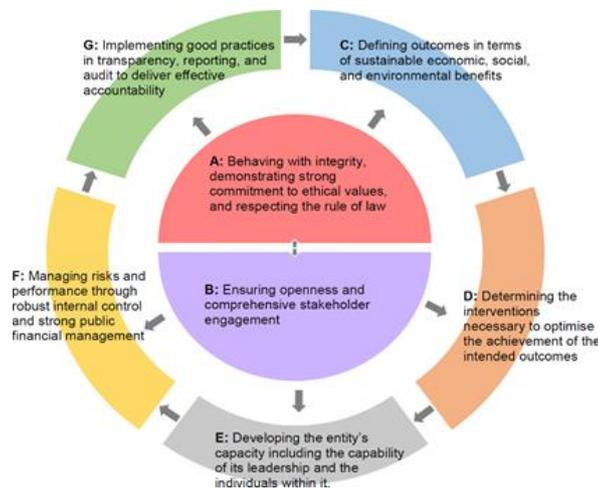 G: Implementing good practices
in transparency, reporting, and
audit to deliver effective
accountability
C: Defining outcomes in terms
of sustainable economic, social,
and environmental benefits
A: Behaving with integrity,
demonstrating strong
commitment to ethical values,
and respecting the rule of law
B: Ensuring openness and
comprehensive stakeholder
engagement
F: Managing risks and
performance through
robust internal control
and strong public
financial management
D: Determining the
interventions
necessary to optimise
the achievement of the
intended outcomes
E: Developing the entity's
capacity including the capability
of its leadership and the
individuals within it.